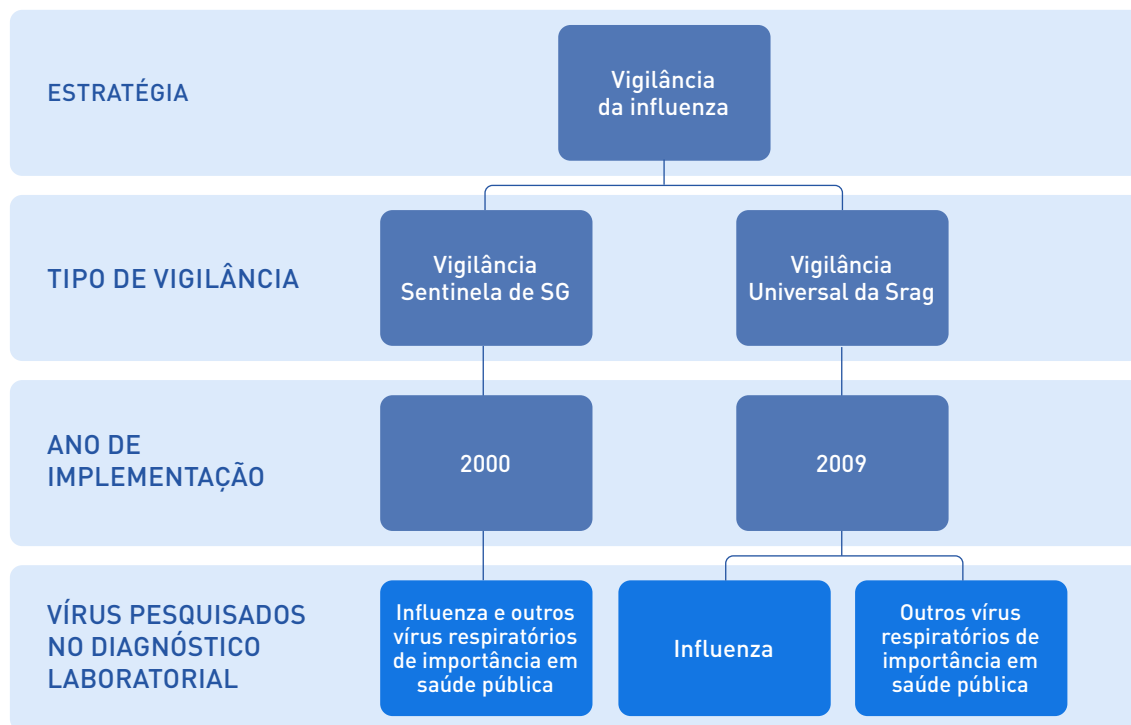 ESTRATÉGIA
Vigilância
da influenza
TIPO DE VIGILÂNCIA
Vigilância
Sentinela de SG
Vigilância
Universal da Srag
ANO DE
IMPLEMENTAÇÃO
2000
2009
VÍRUS PESQUISADOS
NO DIAGNÓSTICO
LABORATORIAL
Influenza e outros
vírus respiratórios
de importância em
saúde pública
Influenza
Outros vírus
respiratórios de
importância em
saúde pública